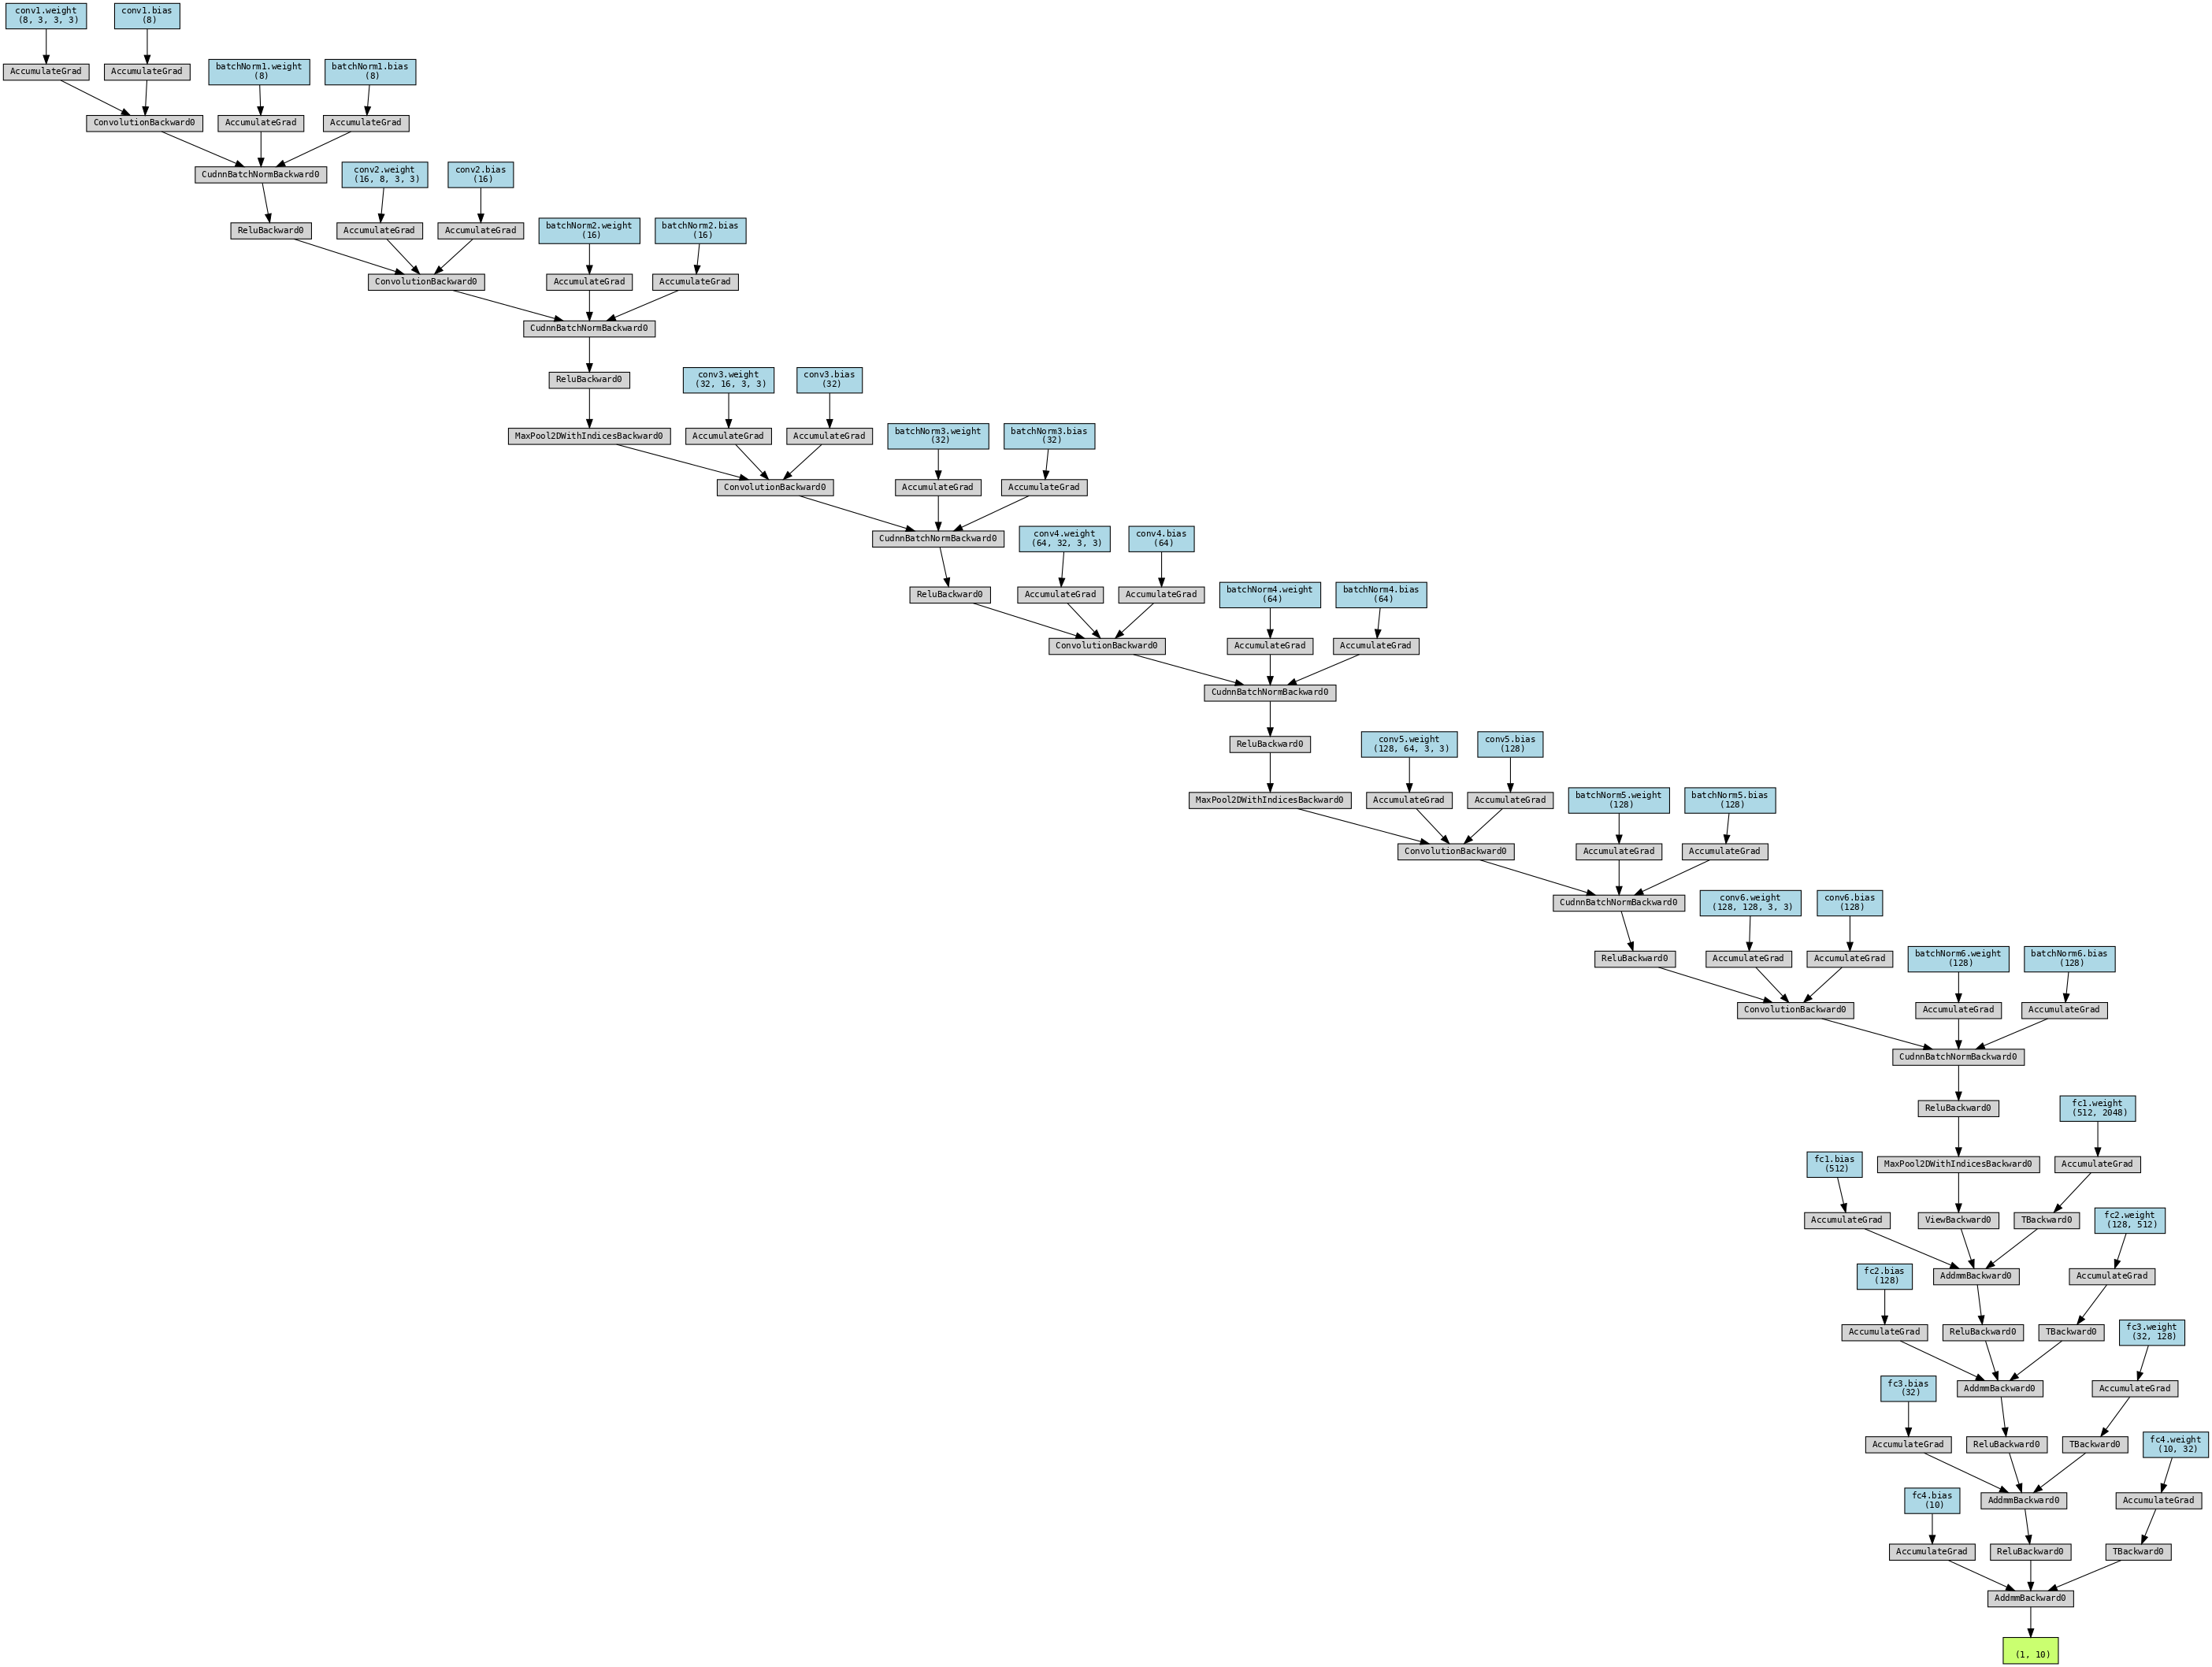 conv1.weight
(8, 3, 3, 3)
conv1.bias
(8)
AccumulateGrad
AccumulateGrad
batchNorm1.weight
(8)
batchNorm1.bias
(8)
ConvolutionBackward0
AccumulateGrad
AccumulateGrad
CudnnBatchNormBackward0
conv2.weight
(16, 8, 3, 3)
conv2.bias
(16)
ReluBackward0
AccumulateGrad
AccumulateGrad
batchNorm2.weight
(16)
batchNorm2.bias
(16)
ConvolutionBackward0
AccumulateGrad
AccumulateGrad
CudnnBatchNormBackward0
ReluBackward0
conv3.weight
(32, 16, 3, 3)
conv3.bias
(32)
MaxPool2DWithIndicesBackward0
AccumulateGrad
AccumulateGrad
batchNorm3.weight
(32)
batchNorm3.bias
(32)
ConvolutionBackward0
AccumulateGrad
AccumulateGrad
CudnnBatchNormBackward0
conv4.weight
(64, 32, 3, 3)
conv4.bias
(64)
ReluBackward0
AccumulateGrad
AccumulateGrad
batchNorm4.weight
(64)
batchNorm4.bias
(64)
ConvolutionBackward0
AccumulateGrad
AccumulateGrad
CudnnBatchNormBackward0
ReluBackward0
conv5.weight
(128, 64, 3, 3)
conv5.bias
(128)
MaxPool2DWithIndicesBackward0
AccumulateGrad
AccumulateGrad
batchNorm5.weight
(128)
batchNorm5.bias
(128)
ConvolutionBackward0
AccumulateGrad
AccumulateGrad
CudnnBatchNormBackward0
conv6.weight
(128, 128, 3, 3)
conv6.bias
(128)
ReluBackward0
AccumulateGrad
AccumulateGrad
batchNorm6.weight
(128)
batchNorm6.bias
(128)
ConvolutionBackward0
AccumulateGrad
AccumulateGrad
CudnnBatchNormBackward0
ReluBackward0
fc1.weight
(512, 2048)
fc1.bias
(512)
MaxPool2DWithIndicesBackward0
AccumulateGrad
AccumulateGrad
ViewBackward0
TBackward0
fc2.weight
(128, 512)
fc2.bias
(128)
AddmmBackward0
AccumulateGrad
AccumulateGrad
ReluBackward0
TBackward0
fc3.weight
(32, 128)
fc3.bias
(32)
AddmmBackward0
AccumulateGrad
AccumulateGrad
ReluBackward0
TBackward0
fc4.weight
(10, 32)
fc4.bias
(10)
AddmmBackward0
AccumulateGrad
AccumulateGrad
ReluBackward0
TBackward0
AddmmBackward0
(1, 10)